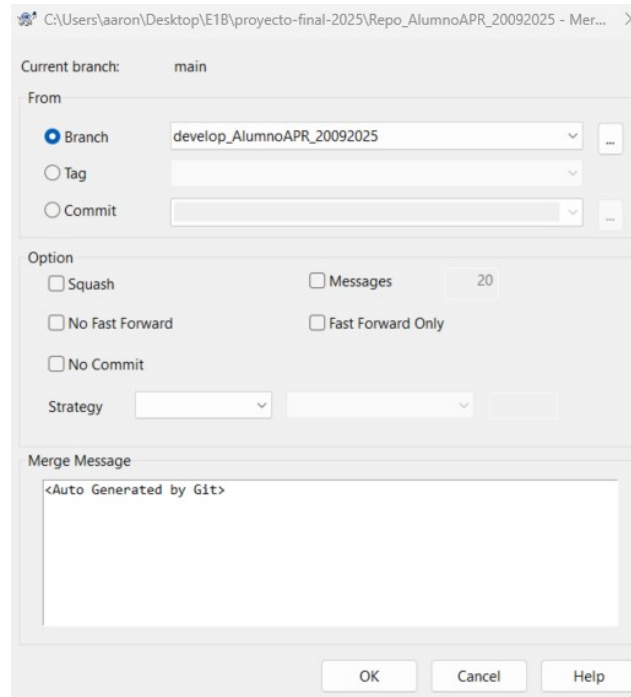 C:\Users\aaron\Desktop\E1B\proyecto-final-2025\Repo_AlumnoAPR_20092025 - Mer...
Current branch: main
From
Branch develop_AlumnoAPR_20092025 ...
Tag
Commit ...
Option
Squash Messages 20
No Fast Forward Fast Forward Only
No Commit
Strategy
Merge Message
<Auto Generated by Git>
OK Cancel Help